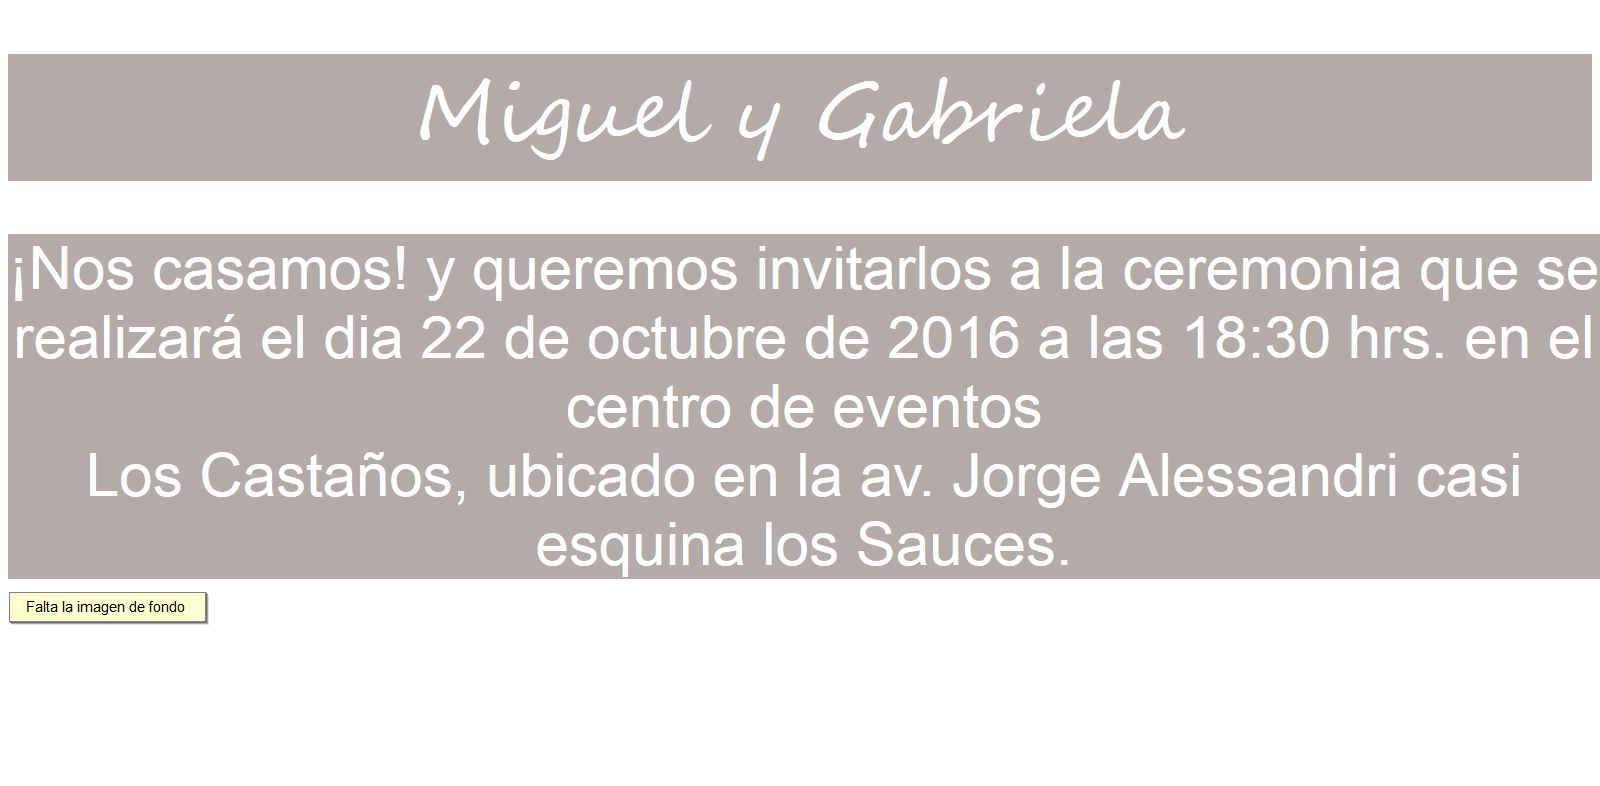 Miguel y Gabriela
¡Nos casamos! y queremos invitarlos a la ceremonia que se
realizará el dia 22 de octubre de 2016 a las 18:30 hrs. en el
centro de eventos
Los Castaños, ubicado en la av. Jorge Alessandri casi
esquina los Sauces.
Falta la imagen de fondo